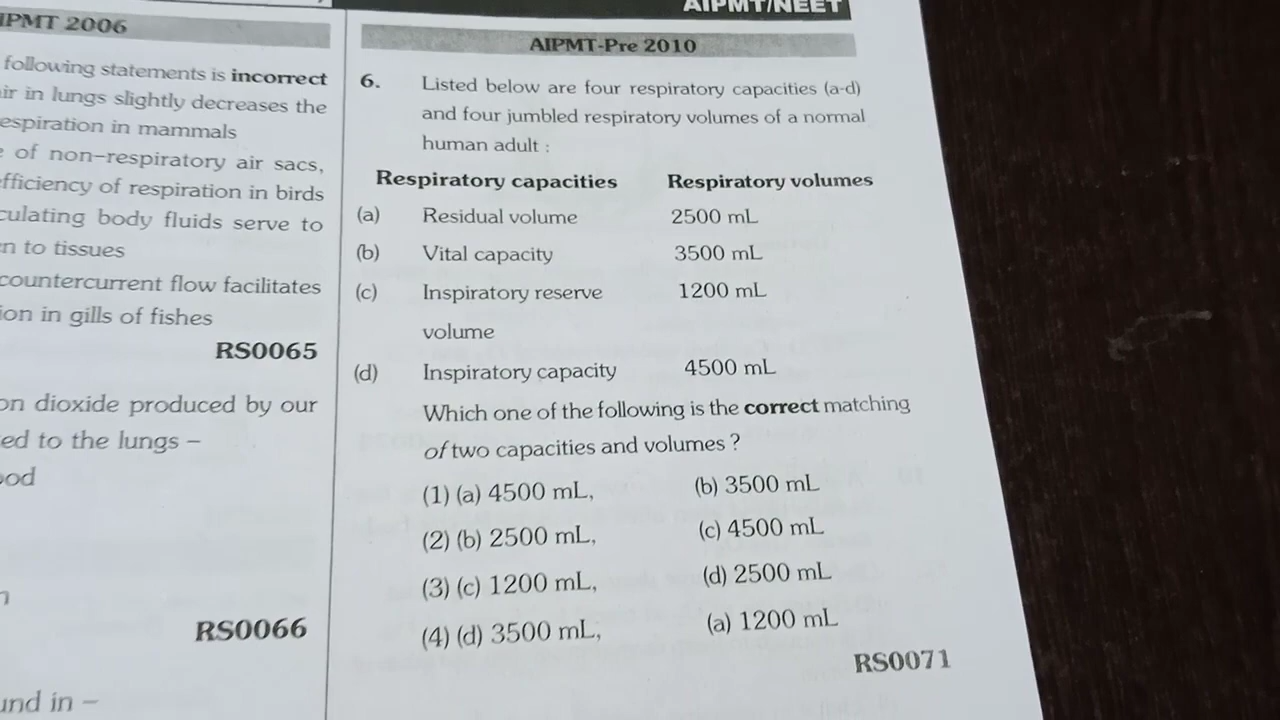 AIPMT/NEET
IPMT 2006
following statements is incorrect
air in lungs slightly decreases the
espiration in mammals
of non-respiratory air sacs,
fficiency of respiration in birds
culating body fluids serve to
n to tissues
countercurrent flow facilitates
ion in gills of fishes
RS0065
on dioxide produced by our
ed to the lungs –
ood
RS0066
und in –
AIPMT-Pre 2010
6. Listed below are four respiratory capacities (a-d)
and four jumbled respiratory volumes of a normal
human adult :
Respiratory capacities Respiratory volumes
(a) Residual volume 2500 mL
(b) Vital capacity 3500 mL
(c) Inspiratory reserve 1200 mL
volume
(d) Inspiratory capacity 4500 mL
Which one of the following is the correct matching
of two capacities and volumes ?
(1) (a) 4500 mL, (b) 3500 mL
(2) (b) 2500 mL, (c) 4500 mL
(3) (c) 1200 mL, (d) 2500 mL
(4) (d) 3500 mL, (a) 1200 mL
RS0071